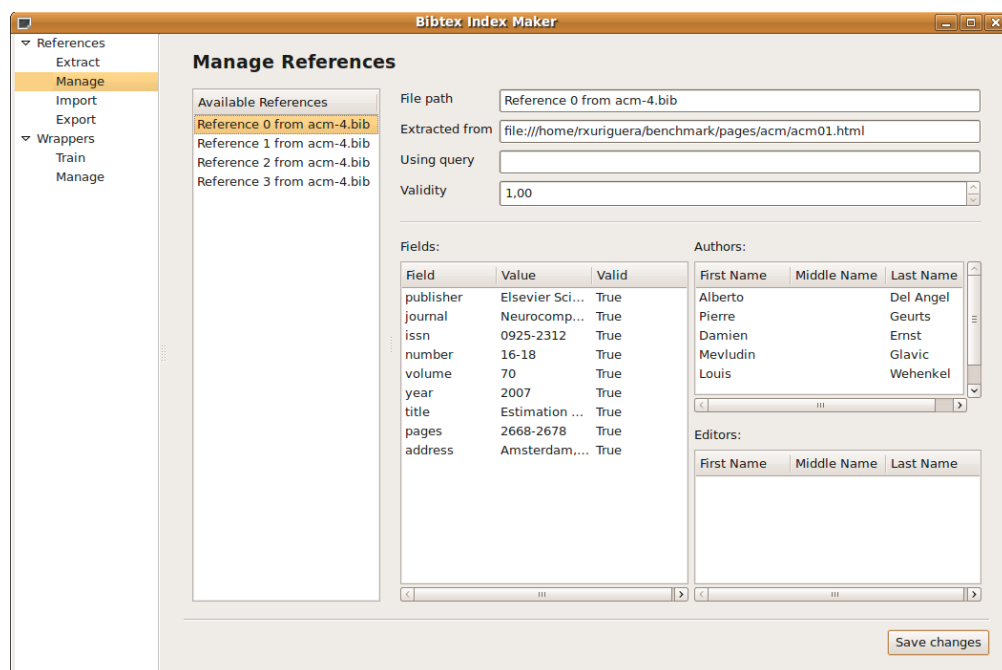 Bibtex Index Maker
References
Extract
Manage
Import
Export
Wrappers
Train
Manage
Manage References
Available References
Reference 0 from acm-4.bib
Reference 1 from acm-4.bib
Reference 2 from acm-4.bib
Reference 3 from acm-4.bib
File path Reference 0 from acm-4.bib
Extracted from file:///home/rxuriguera/benchmark/pages/acm/acm01.html
Using query
Validity 1,00
Fields:
Field Value Valid
publisher Elsevier Sci... True
journal Neurocomp... True
issn 0925-2312 True
number 16-18 True
volume 70 True
year 2007 True
title Estimation ... True
pages 2668-2678 True
address Amsterdam,... True
Authors:
First Name Middle Name Last Name
Alberto Del Angel
Pierre Geurts
Damien Ernst
Mevludin Glavic
Louis Wehenkel
Editors:
First Name Middle Name Last Name
Save changes